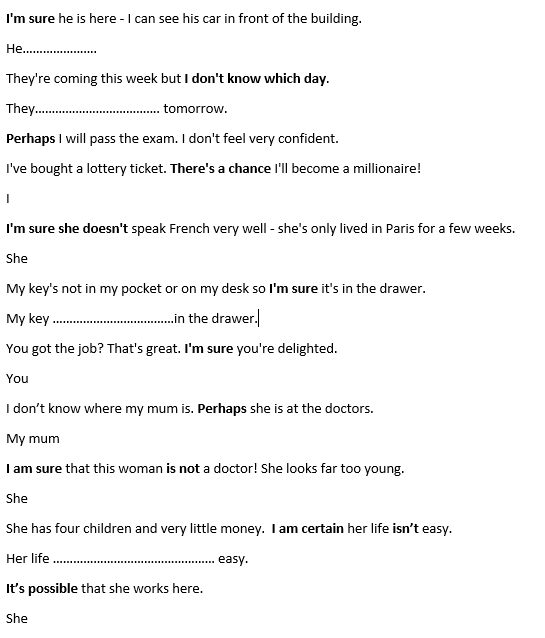 I'm sure he is here - I can see his car in front of the building.
He......................
They're coming this week but I don't know which day.
They..................................... tomorrow.
Perhaps I will pass the exam. I don't feel very confident.
I've bought a lottery ticket. There's a chance I'll become a millionaire!
I
I'm sure she doesn't speak French very well - she's only lived in Paris for a few weeks.
She
My key's not in my pocket or on my desk so I'm sure it's in the drawer.
My key ....................................in the drawer.
You got the job? That's great. I'm sure you're delighted.
You
I don’t know where my mum is. Perhaps she is at the doctors.
My mum
I am sure that this woman is not a doctor! She looks far too young.
She
She has four children and very little money.  I am certain her life isn’t easy.
Her life ................................................ easy.
It’s possible that she works here.
She